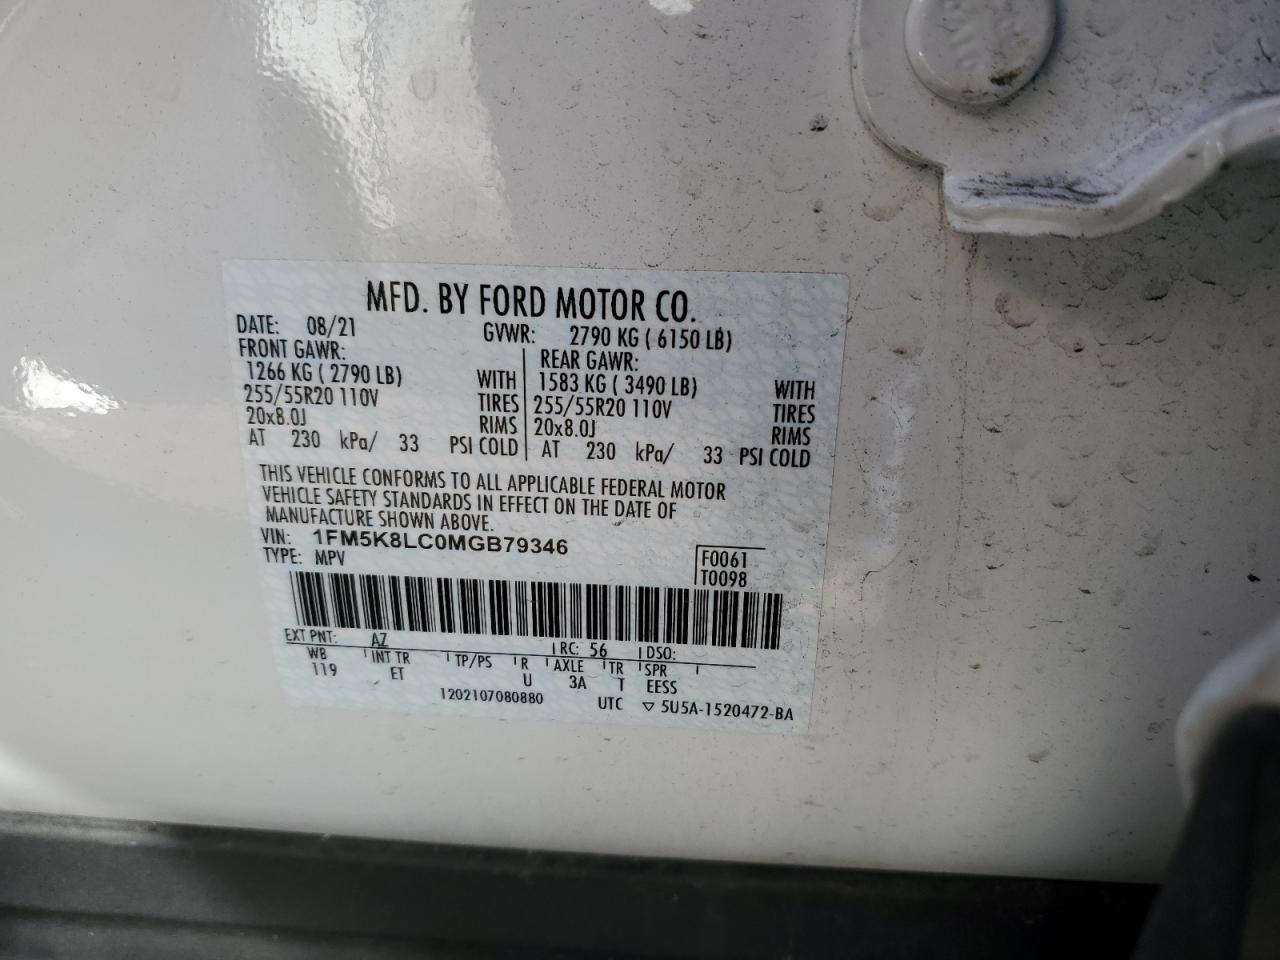 MFD. BY FORD MOTOR CO.
DATE: 08/21 GVWR: 2790 KG ( 6150 LB)
FRONT GAWR: REAR GAWR:
1266 KG ( 2790 LB) WITH 1583 KG ( 3490 LB) WITH
255/55R20 110V TIRES 255/55R20 110V TIRES
20x8.0J RIMS 20x8.0J RIMS
AT 230 kPa/ 33 PSI COLD AT 230 kPa/ 33 PSI COLD
THIS VEHICLE CONFORMS TO ALL APPLICABLE FEDERAL MOTOR
VEHICLE SAFETY STANDARDS IN EFFECT ON THE DATE OF
MANUFACTURE SHOWN ABOVE.
VIN: 1FM5K8LC0MGB79346 F0061
TYPE: MPV T0098
EXT PNT: AZ RC: 56 DSO:
WB INT TR TP/PS R AXLE TR SPR
119 ET U 3A T EESS
1202107080880 UTC ▽ 5U5A-1520472-BA